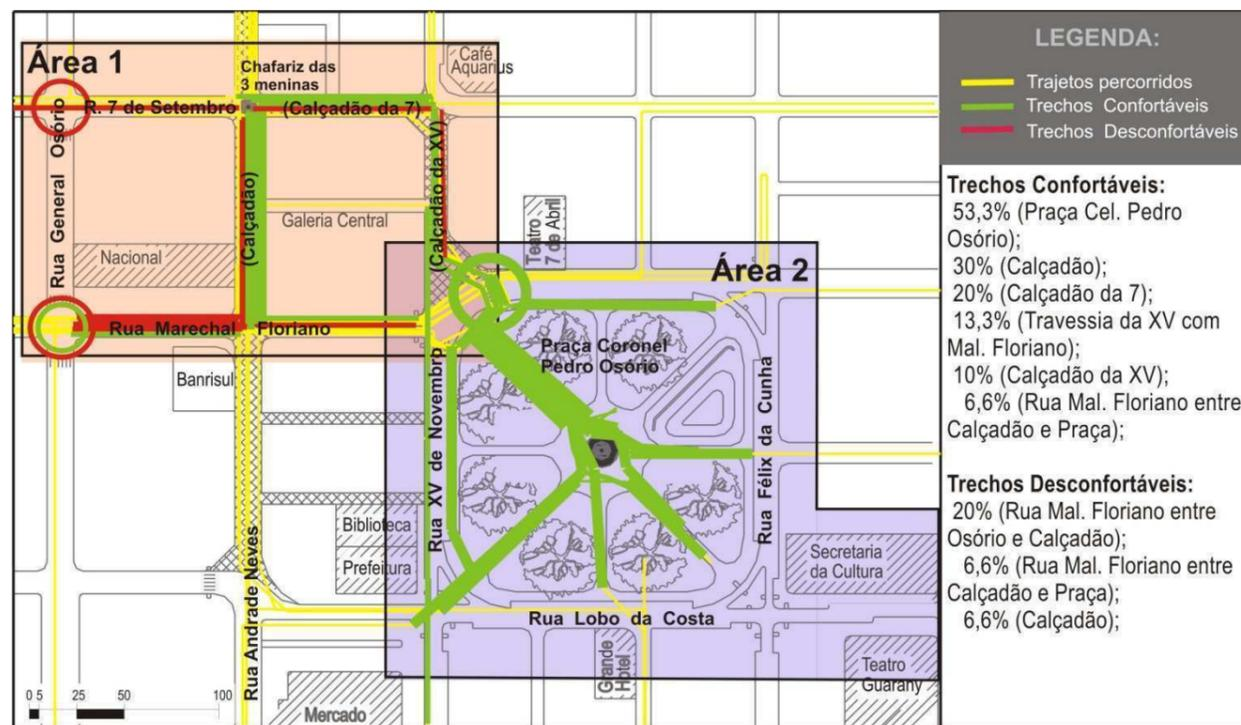 Área 1
Chafariz das
3 meninas
Café
Aquarius
R. 7 de Setembro
(Calçadão da 7)
Rua General Osório
(Calçadão)
(Calçadão da XV)
Galeria Central
Nacional
Teatro
7 de Abril
Área 2
Rua Marechal Floriano
Praça Coronel
Pedro Osório
Banrisul
Rua XV de Novembro
Rua Félix da Cunha
Biblioteca
Prefeitura
Rua Andrade Neves
Secretaria
da Cultura
Rua Lobo da Costa
Grande
Hotel
Teatro
Guarany
Mercado
0 5 25 50 100
LEGENDA:
Trajetos percorridos
Trechos Confortáveis
Trechos Desconfortáveis
Trechos Confortáveis:
53,3% (Praça Cel. Pedro
Osório);
30% (Calçadão);
20% (Calçadão da 7);
13,3% (Travessia da XV com
Mal. Floriano);
10% (Calçadão da XV);
6,6% (Rua Mal. Floriano entre
Calçadão e Praça);
Trechos Desconfortáveis:
20% (Rua Mal. Floriano entre
Osório e Calçadão);
6,6% (Rua Mal. Floriano entre
Calçadão e Praça);
6,6% (Calçadão);